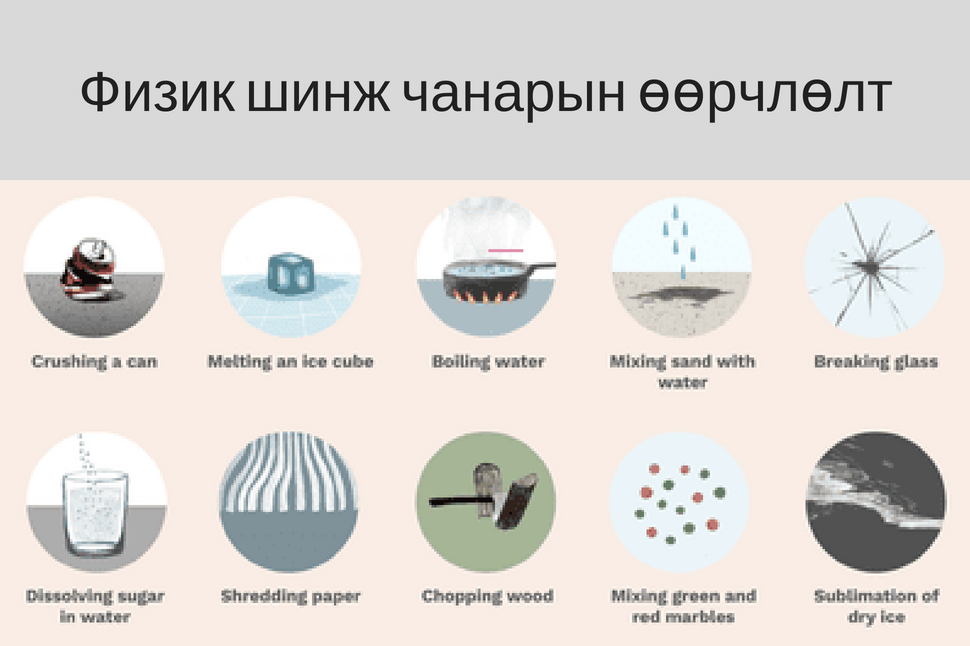 Физик шинж чанарын өөрчлөлт
Crushing a can
Melting an ice cube
Boiling water
Mixing sand with
water
Breaking glass
Dissolving sugar
in water
Shredding paper
Chopping wood
Mixing green and
red marbles
Sublimation of
dry ice